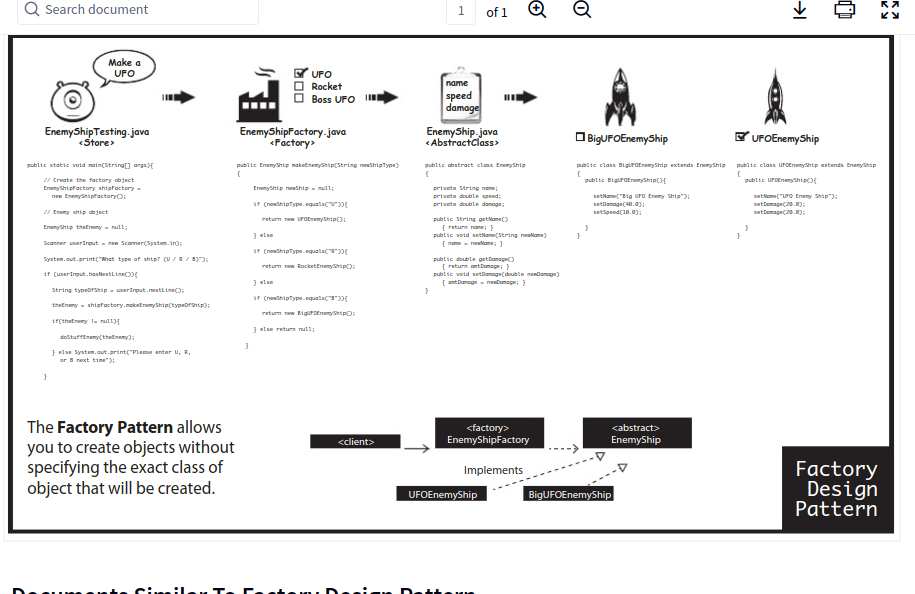 Search document
1 of 1
Make a
UFO
UFO
Rocket
Boss UFO
name
speed
damage
EnemyShipTesting.java
<Store>
EnemyShipFactory.java
<Factory>
EnemyShip.java
<AbstractClass>
BigUFOEnemyShip
UFOEnemyShip
public static void main(String[] args){
// Create the factory object
EnemyShipFactory shipFactory =
new EnemyShipFactory();
// Enemy ship object
EnemyShip theEnemy = null;
Scanner userInput = new Scanner(System.in);
System.out.print("What type of ship? (U / R / B)");
if (userInput.hasNextLine()){
String typeOfShip = userInput.nextLine();
theEnemy = shipFactory.makeEnemyShip(typeOfShip);
if(theEnemy != null){
doStuffEnemy(theEnemy);
} else System.out.print("Please enter U, R,
or B next time");
}
public EnemyShip makeEnemyShip(String newShipType)
{
EnemyShip newShip = null;
if (newShipType.equals("U")){
return new UFOEnemyShip();
} else
if (newShipType.equals("R")){
return new RocketEnemyShip();
} else
if (newShipType.equals("B")){
return new BigUFOEnemyShip();
} else return null;
}
public abstract class EnemyShip
{
private String name;
private double speed;
private double damage;
public String getName()
{ return name; }
public void setName(String newName)
{ name = newName; }
public double getDamage()
{ return amtDamage; }
public void setDamage(double newDamage)
{ amtDamage = newDamage; }
}
public class BigUFOEnemyShip extends EnemyShip
{
public BigUFOEnemyShip(){
setName("Big UFO Enemy Ship");
setDamage(40.0);
setSpeed(10.0);
}
}
public class UFOEnemyShip extends EnemyShip
{
public UFOEnemyShip(){
setName("UFO Enemy Ship");
setDamage(20.0);
setDamage(20.0);
}
}
The Factory Pattern allows
you to create objects without
specifying the exact class of
object that will be created.
<client>
<factory>
EnemyShipFactory
<abstract>
EnemyShip
Implements
UFOEnemyShip
BigUFOEnemyShip
Factory
Design
Pattern
Documents Similar To Factory Design Pattern